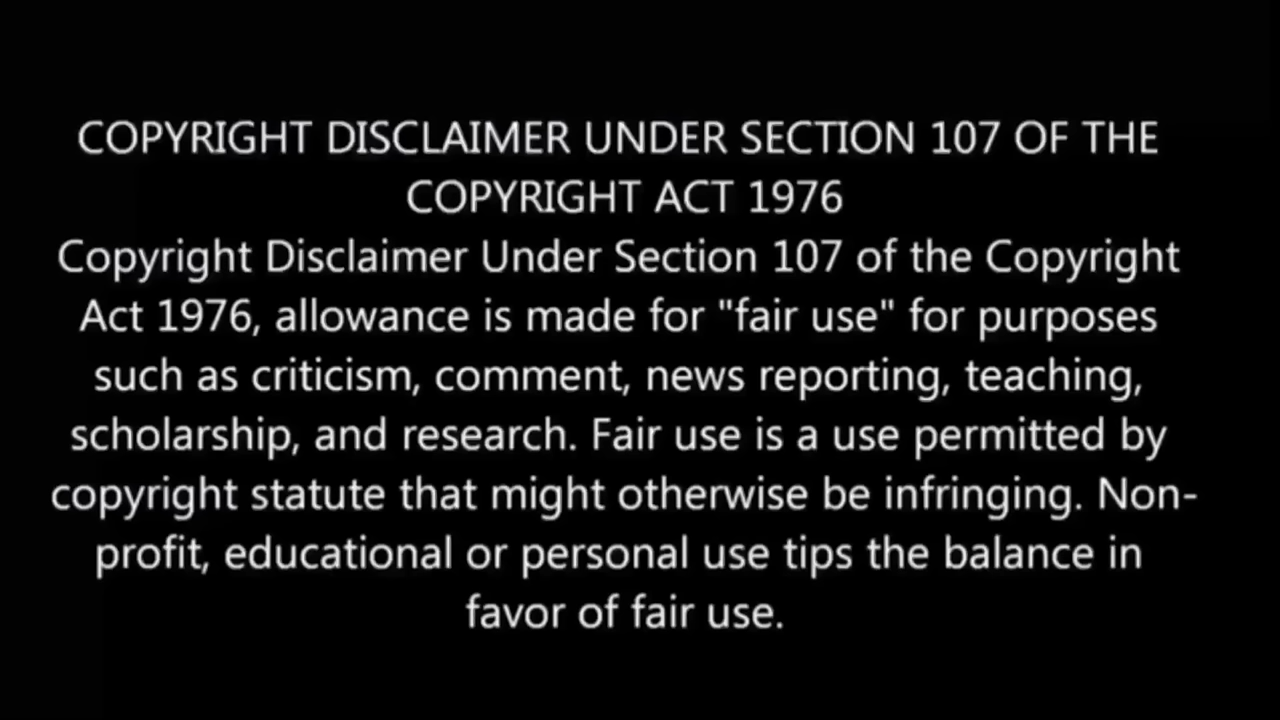 COPYRIGHT DISCLAIMER UNDER SECTION 107 OF THE
COPYRIGHT ACT 1976
Copyright Disclaimer Under Section 107 of the Copyright
Act 1976, allowance is made for "fair use" for purposes
such as criticism, comment, news reporting, teaching,
scholarship, and research. Fair use is a use permitted by
copyright statute that might otherwise be infringing. Non-
profit, educational or personal use tips the balance in
favor of fair use.